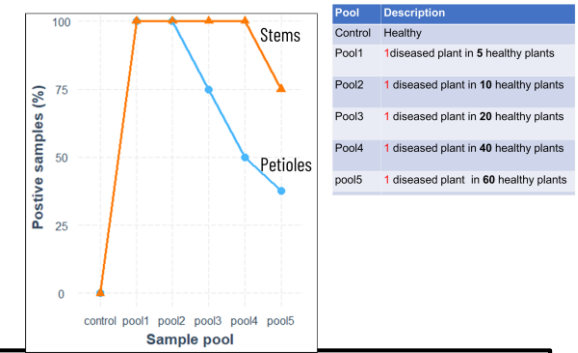 100
75
50
25
0
Postive samples (%)
Stems
Petioles
control pool1 pool2 pool3 pool4 pool5
Sample pool
Pool Description
Control Healthy
Pool1 1diseased plant in 5 healthy plants
Pool2 1 diseased plant in 10 healthy plants
Pool3 1 diseased plant in 20 healthy plants
Pool4 1 diseased plant in 40 healthy plants
pool5 1 diseased plant in 60 healthy plants